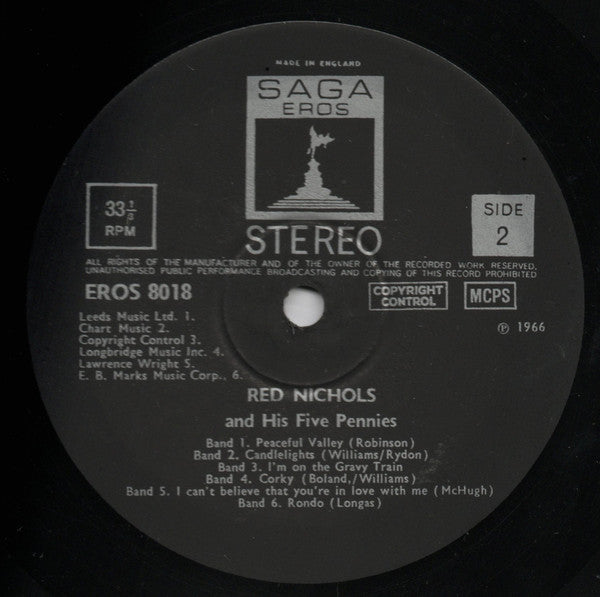 MADE IN ENGLAND
SAGA
EROS
STEREO
33 1/3
RPM
SIDE
2
ALL RIGHTS OF THE MANUFACTURER AND OF THE OWNER OF THE RECORDED WORK RESERVED,
UNAUTHORISED PUBLIC PERFORMANCE BROADCASTING AND COPYING OF THIS RECORD PROHIBITED
EROS 8018
COPYRIGHT
CONTROL
MCPS
Leeds Music Ltd. 1.
Chart Music 2.
Copyright Control 3.
Longbridge Music Inc. 4.
Lawrence Wright 5.
E. B. Marks Music Corp., 6.
℗ 1966
RED NICHOLS
and His Five Pennies
Band 1. Peaceful Valley (Robinson)
Band 2. Candlelights (Williams/Rydon)
Band 3. I'm on the Gravy Train
Band 4. Corky (Boland,/Williams)
Band 5. I can't believe that you're in love with me (McHugh)
Band 6. Rondo (Longas)